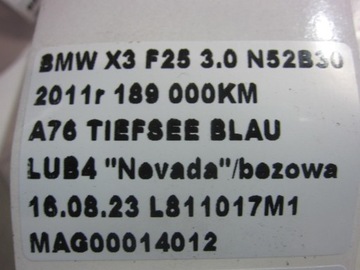 BMW X3 F25 3.0 N52B30
2011r 189 000KM
A76 TIEFSEE BLAU
LUB4 "Nevada"/bezowa
16.08.23 L811017M1
MAG00014012